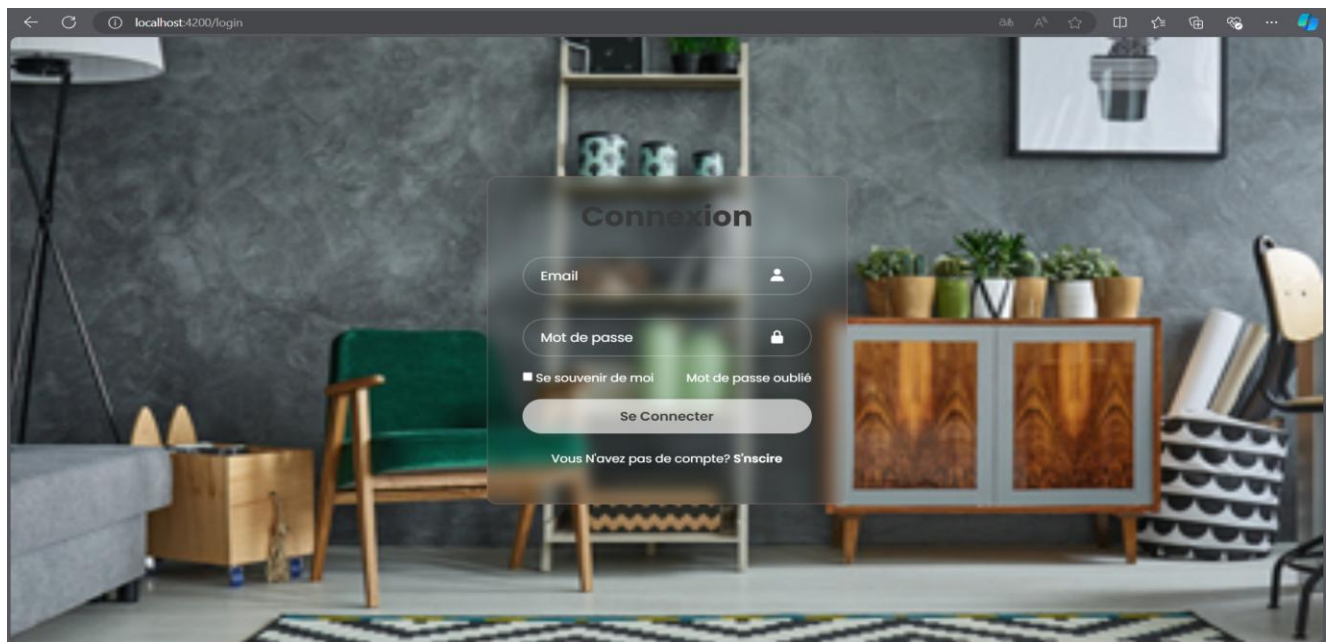 localhost:4200/login
Connexion
Email
Mot de passe
Se souvenir de moi Mot de passe oublié
Se Connecter
Vous N'avez pas de compte? S'nscire